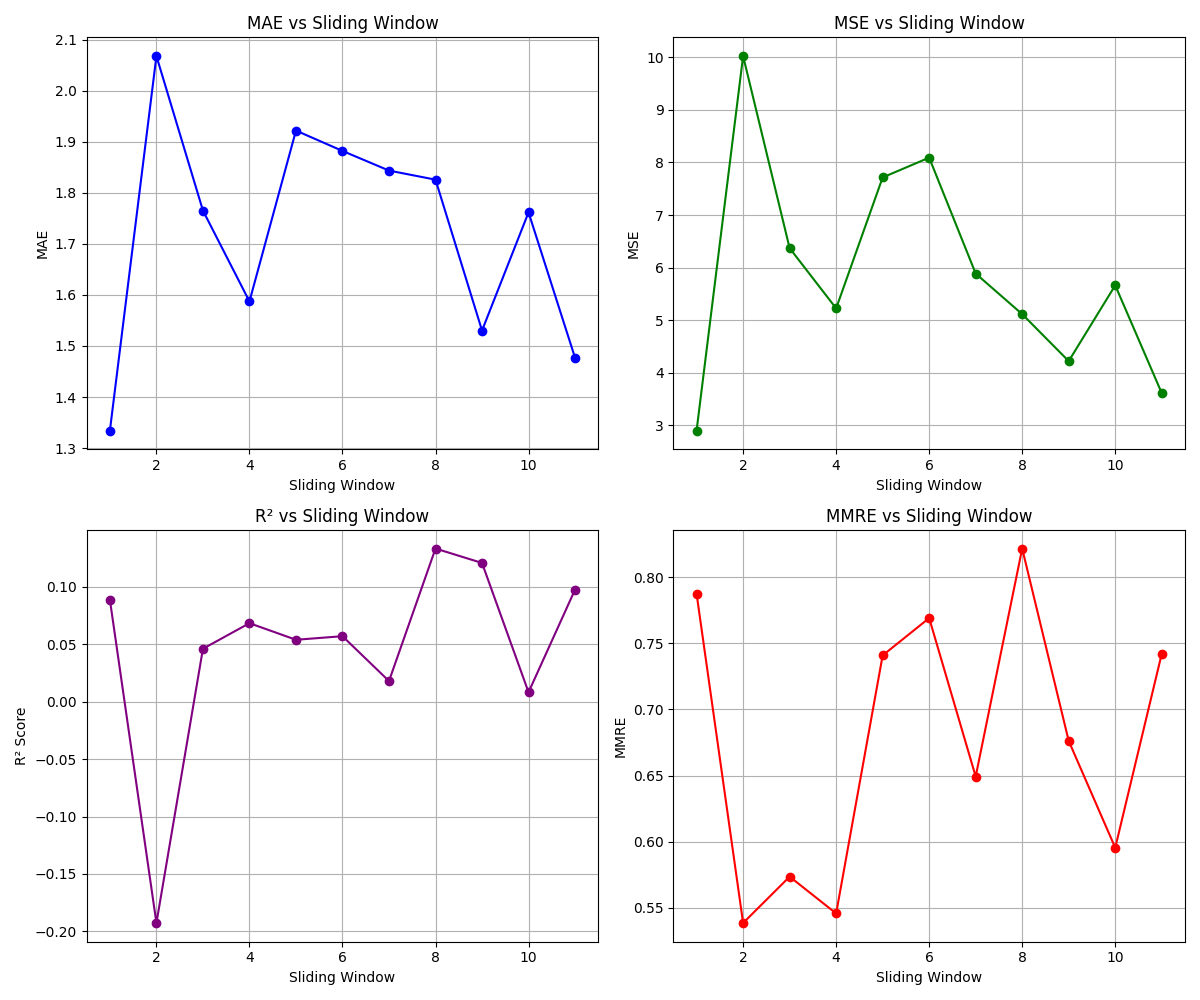 MAE vs Sliding Window
2.1
2.0
1.9
1.8
1.7
1.6
1.5
1.4
1.3
MAE
2 4 6 8 10
Sliding Window
MSE vs Sliding Window
10
9
8
7
6
5
4
3
MSE
2 4 6 8 10
Sliding Window
R² vs Sliding Window
0.10
0.05
0.00
−0.05
−0.10
−0.15
−0.20
R² Score
2 4 6 8 10
Sliding Window
MMRE vs Sliding Window
0.80
0.75
0.70
0.65
0.60
0.55
MMRE
2 4 6 8 10
Sliding Window